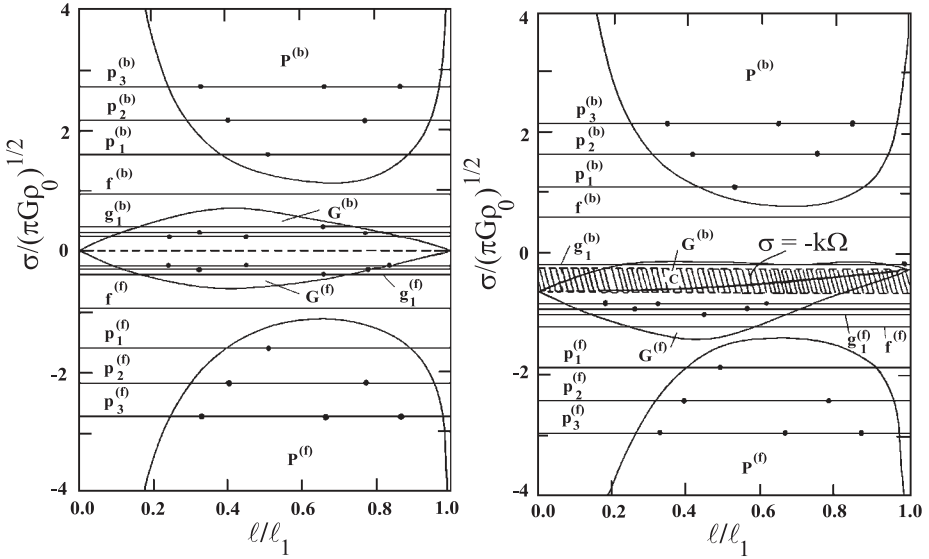 4
2
0
-2
-4
σ/(πGρ0)^1/2
P^(b)
p3^(b)
p2^(b)
p1^(b)
f^(b)
g1^(b)
G^(b)
G^(f)
g1^(f)
f^(f)
p1^(f)
p2^(f)
p3^(f)
P^(f)
0.0 0.2 0.4 0.6 0.8 1.0
ℓ/ℓ1
4
2
0
-2
-4
σ/(πGρ0)^1/2
P^(b)
p3^(b)
p2^(b)
p1^(b)
f^(b)
g1^(b)
G^(b)
σ = -kΩ
C
G^(f)
g1^(f)
f^(f)
p1^(f)
p2^(f)
p3^(f)
P^(f)
0.0 0.2 0.4 0.6 0.8 1.0
ℓ/ℓ1